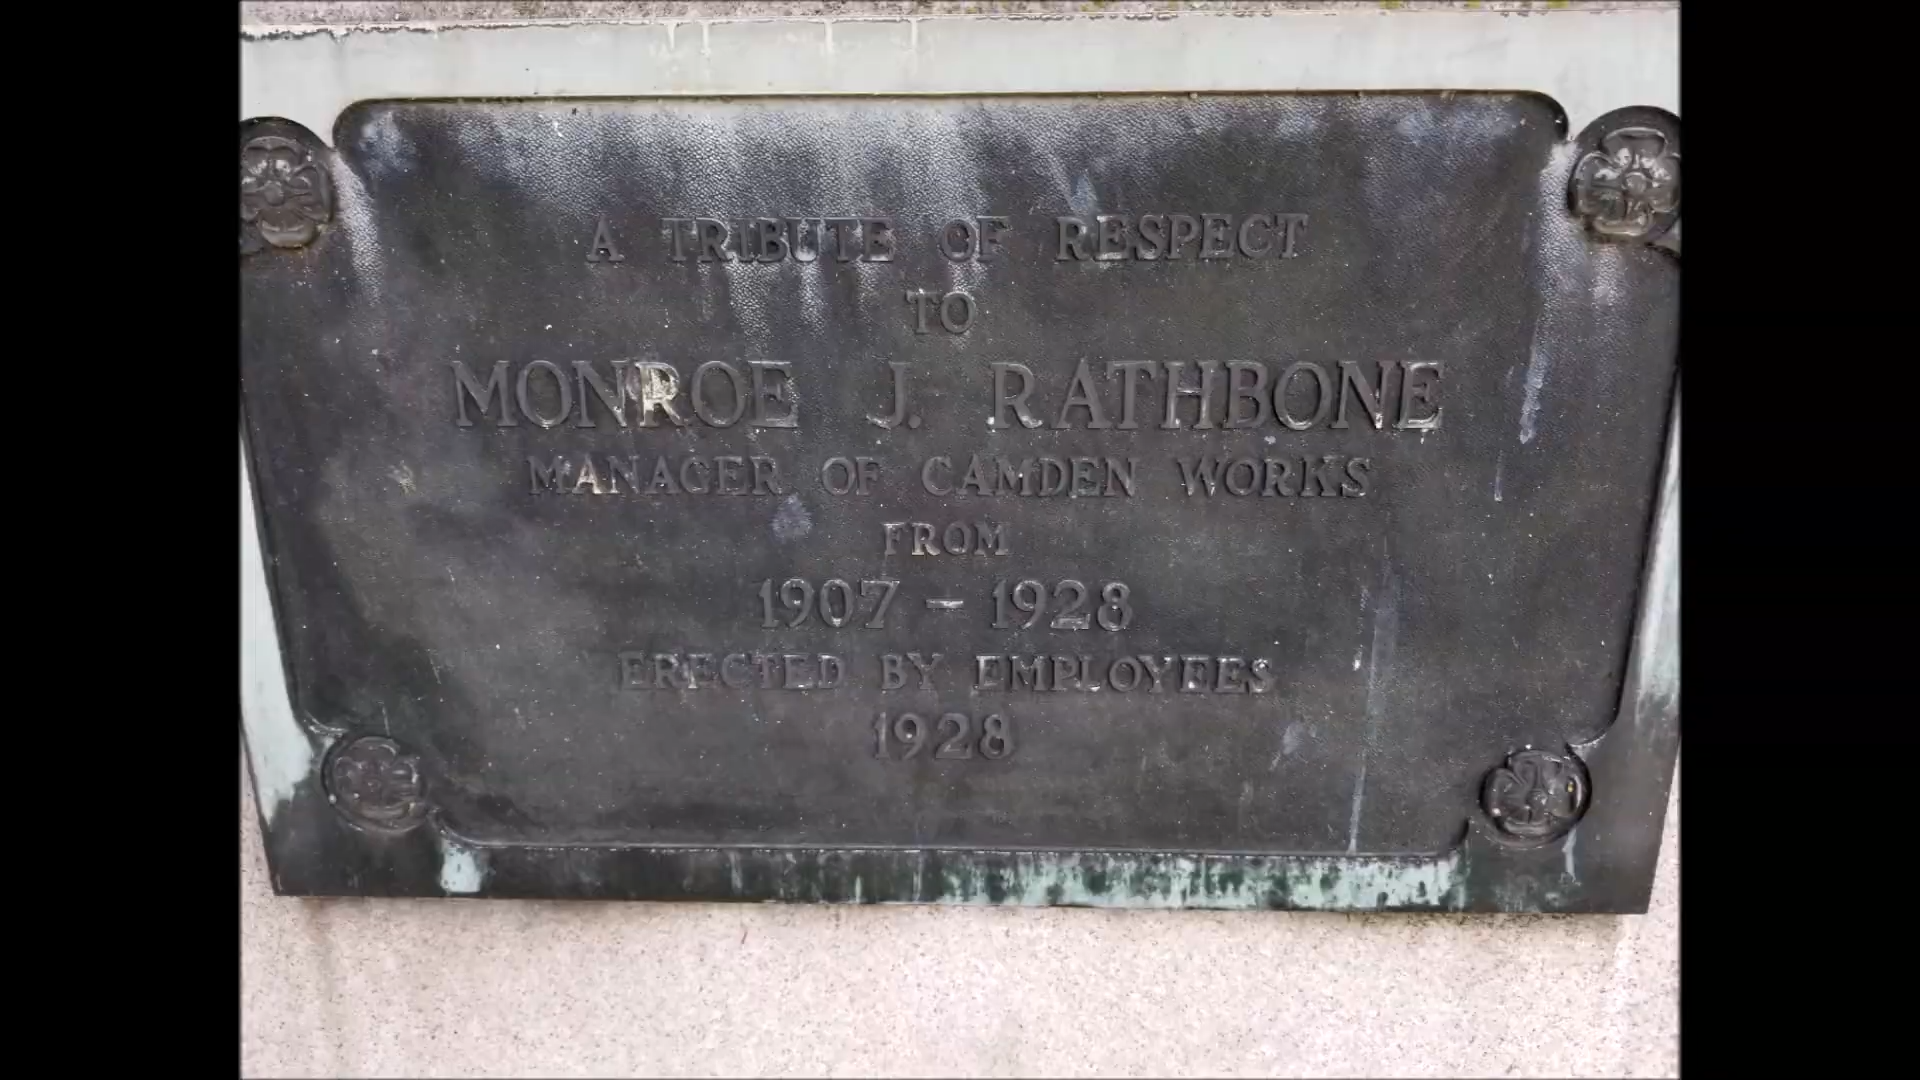 A TRIBUTE OF RESPECT
TO
MONROE J. RATHBONE
MANAGER OF CAMDEN WORKS
FROM
1907 - 1928
ERECTED BY EMPLOYEES
1928